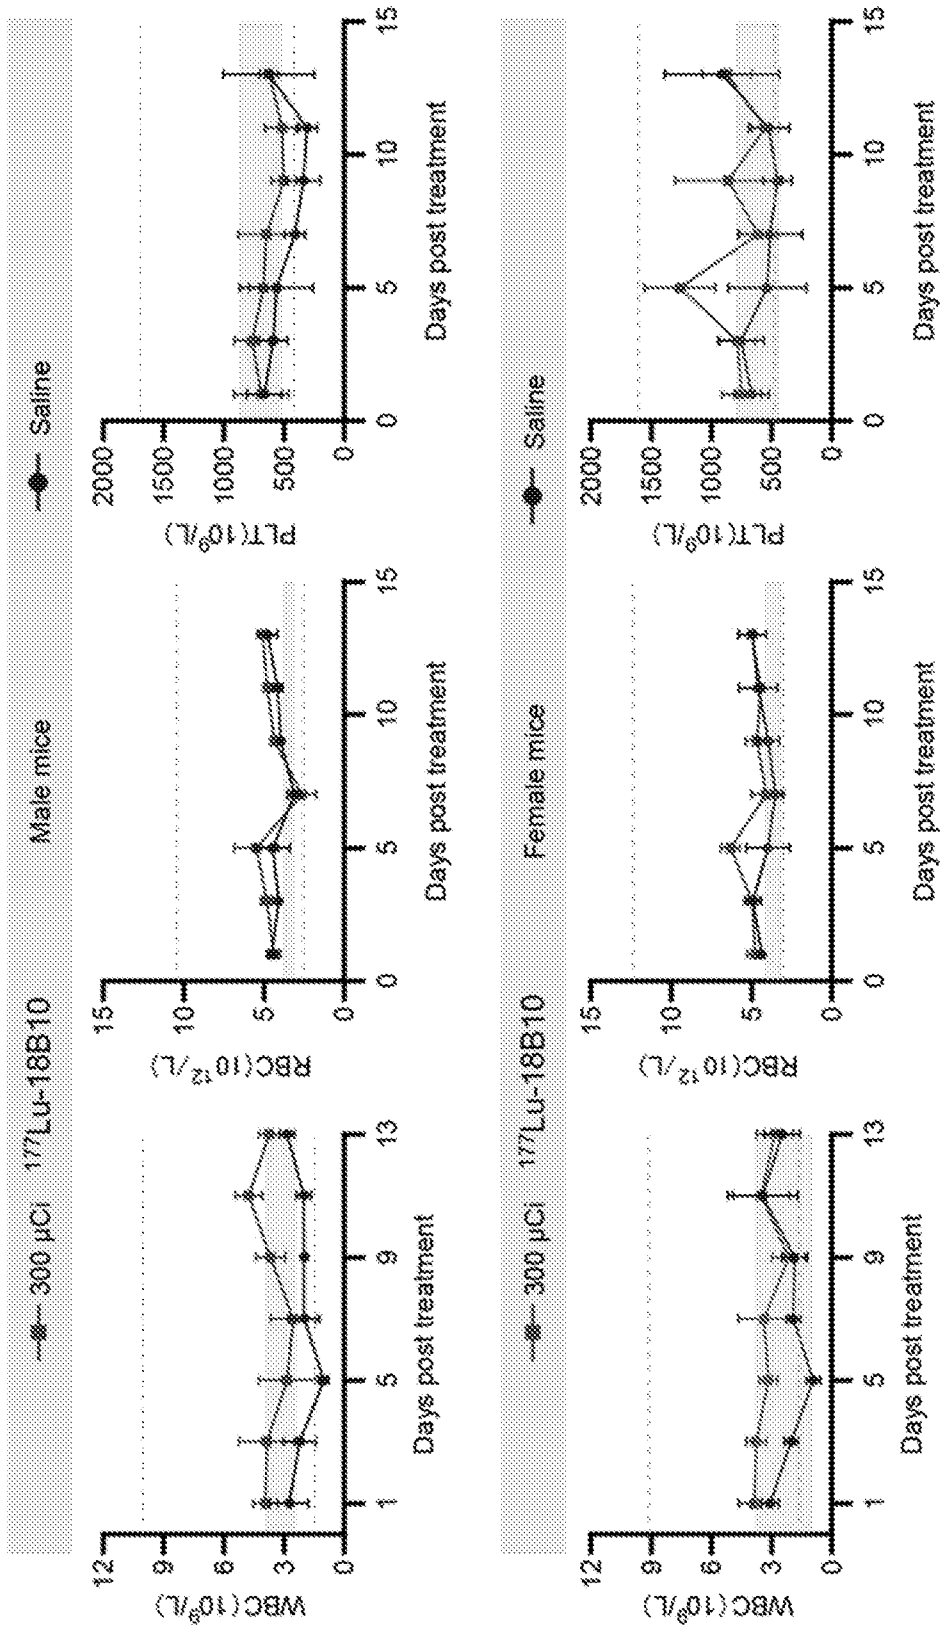 300 µCi ¹⁷⁷Lu-18B10 Male mice Saline
WBC (10⁹/L)
12
9
6
3
0
1 5 9 13
Days post treatment
RBC (10¹²/L)
15
10
5
0
0 5 10 15
Days post treatment
PLT (10⁹/L)
2000
1500
1000
500
0
0 5 10 15
Days post treatment
300 µCi ¹⁷⁷Lu-18B10 Female mice Saline
WBC (10⁹/L)
12
9
6
3
0
1 5 9 13
Days post treatment
RBC (10¹²/L)
15
10
5
0
0 5 10 15
Days post treatment
PLT (10⁹/L)
2000
1500
1000
500
0
0 5 10 15
Days post treatment